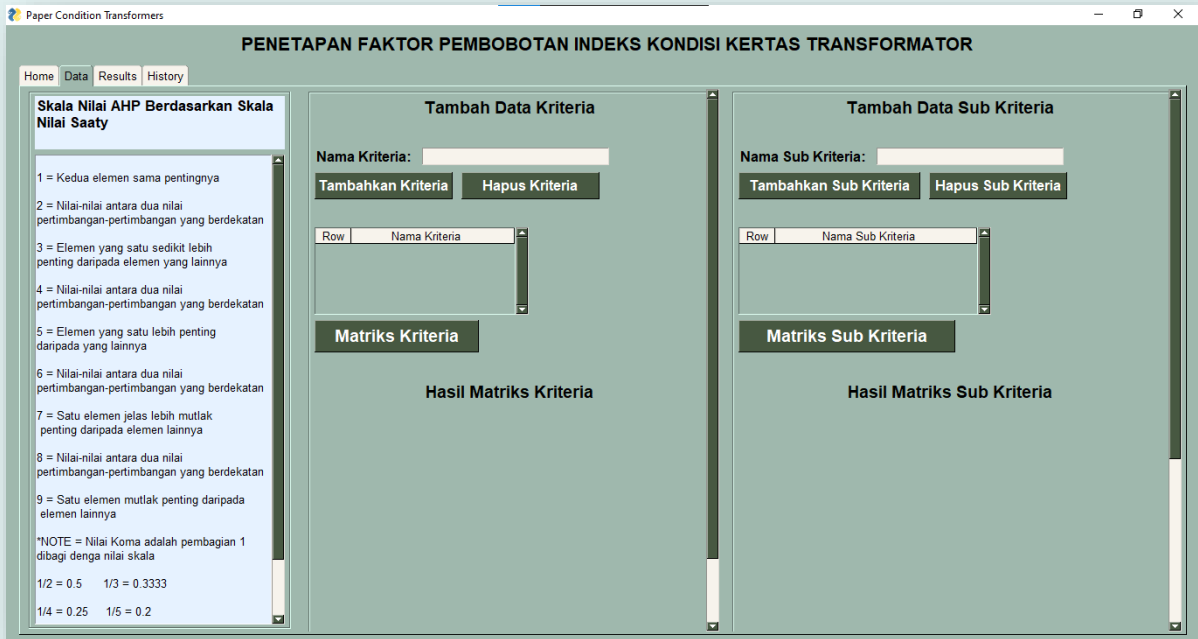 Paper Condition Transformers
PENETAPAN FAKTOR PEMBOBOTAN INDEKS KONDISI KERTAS TRANSFORMATOR
Home Data Results History
Skala Nilai AHP Berdasarkan Skala
Nilai Saaty
1 = Kedua elemen sama pentingnya
2 = Nilai-nilai antara dua nilai
pertimbangan-pertimbangan yang berdekatan
3 = Elemen yang satu sedikit lebih
penting daripada elemen yang lainnya
4 = Nilai-nilai antara dua nilai
pertimbangan-pertimbangan yang berdekatan
5 = Elemen yang satu lebih penting
daripada yang lainnya
6 = Nilai-nilai antara dua nilai
pertimbangan-pertimbangan yang berdekatan
7 = Satu elemen jelas lebih mutlak
penting daripada elemen lainnya
8 = Nilai-nilai antara dua nilai
pertimbangan-pertimbangan yang berdekatan
9 = Satu elemen mutlak penting daripada
elemen lainnya
*NOTE = Nilai Koma adalah pembagian 1
dibagi denga nilai skala
1/2 = 0.5 1/3 = 0.3333
1/4 = 0.25 1/5 = 0.2
Tambah Data Kriteria
Nama Kriteria:
Tambahkan Kriteria Hapus Kriteria
Row Nama Kriteria
Matriks Kriteria
Hasil Matriks Kriteria
Tambah Data Sub Kriteria
Nama Sub Kriteria:
Tambahkan Sub Kriteria Hapus Sub Kriteria
Row Nama Sub Kriteria
Matriks Sub Kriteria
Hasil Matriks Sub Kriteria